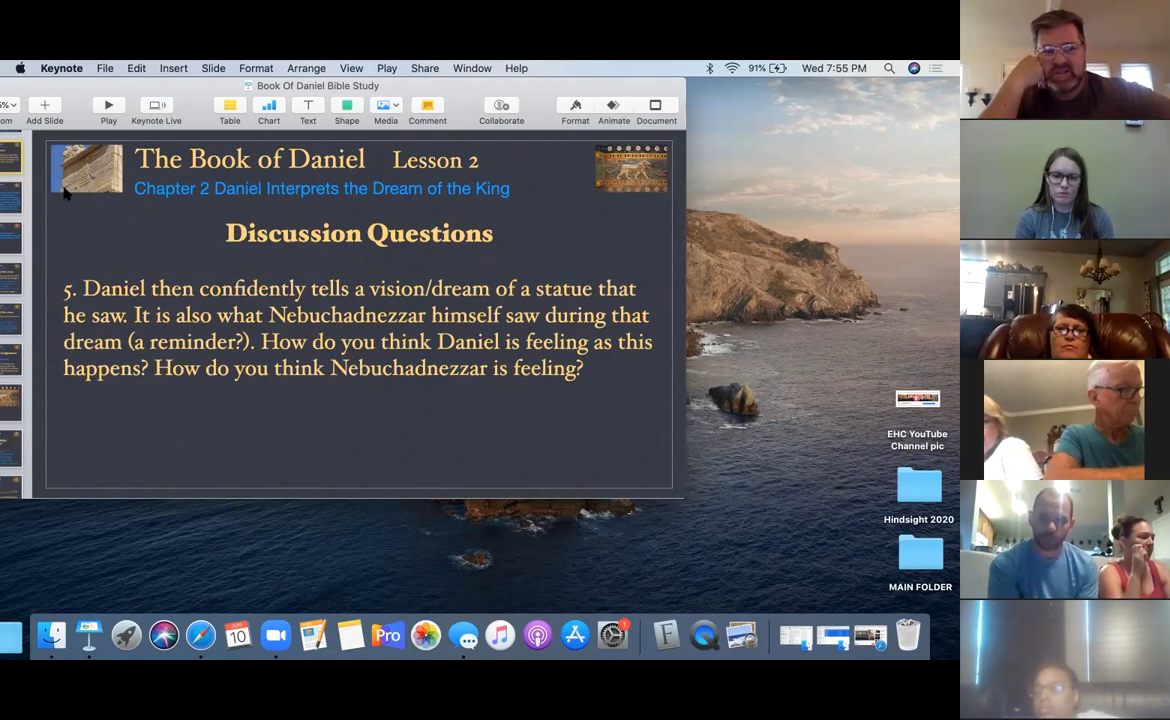 Keynote File Edit Insert Slide Format Arrange View Play Share Window Help 91% Wed 7:55 PM
Book Of Daniel Bible Study
Add Slide Play Keynote Live Table Chart Text Shape Media Comment Collaborate Format Animate Document
The Book of Daniel Lesson 2
Chapter 2 Daniel Interprets the Dream of the King
Discussion Questions
5. Daniel then confidently tells a vision/dream of a statue that
he saw. It is also what Nebuchadnezzar himself saw during that
dream (a reminder?). How do you think Daniel is feeling as this
happens? How do you think Nebuchadnezzar is feeling?
EHC YouTube
Channel pic
Hindsight 2020
MAIN FOLDER
JUN
10
Pro
F
1